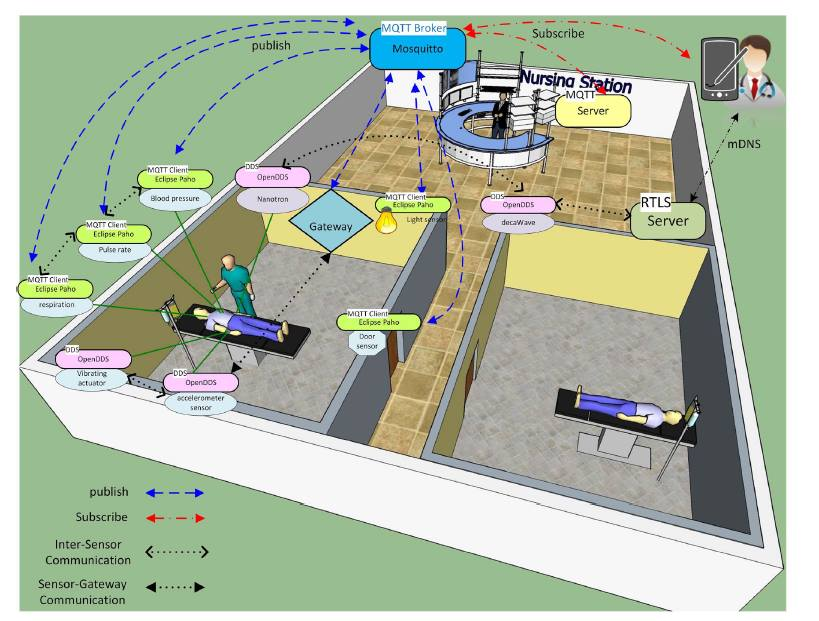 MQTT Broker
Mosquitto
publish
Subscribe
Nursing Station
MQTT
Server
mDNS
MQTT Client
Eclipse Paho
Blood pressure
DDS
OpenDDS
Nanotron
MQTT Client
Eclipse Paho
Light sensor
DDS
OpenDDS
decaWave
RTLS
Server
MQTT Client
Eclipse Paho
Pulse rate
Gateway
MQTT Client
Eclipse Paho
respiration
MQTT Client
Eclipse Paho
Door
sensor
DDS
OpenDDS
Vibrating
actuator
DDS
OpenDDS
accelerometer
sensor
publish
Subscribe
Inter-Sensor
Communication
Sensor-Gateway
Communication